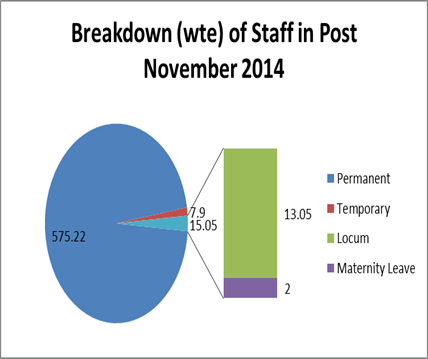 Breakdown (wte) of Staff in Post
November 2014
575.22
7.9
15.05
13.05
2
Permanent
Temporary
Locum
Maternity Leave